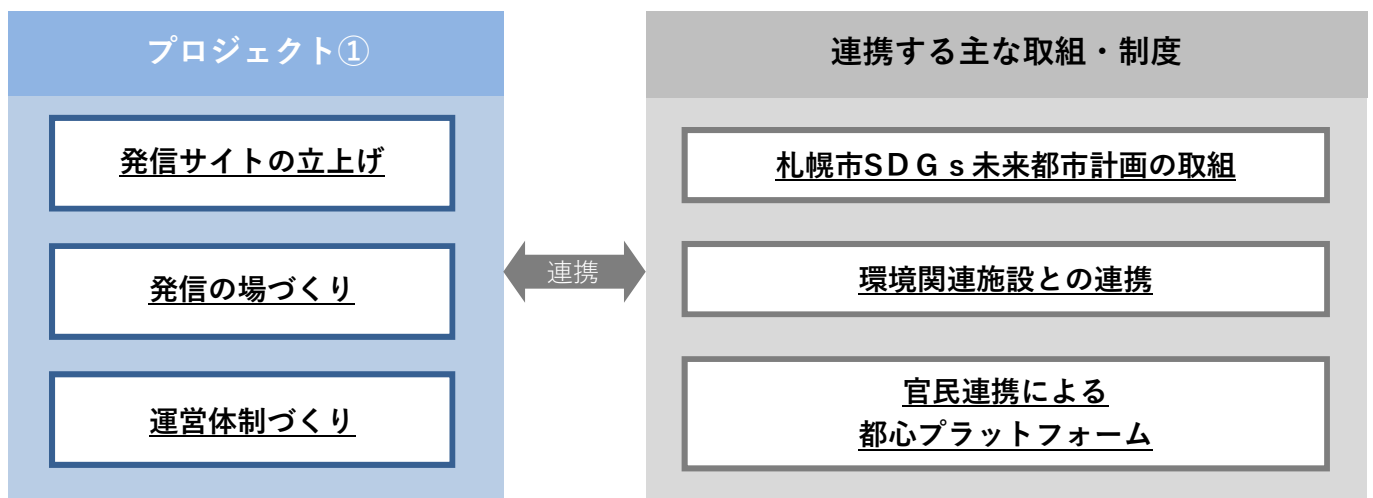 プロジェクト①
発信サイトの立上げ
発信の場づくり
運営体制づくり
連携
連携する主な取組・制度
札幌市SDGs未来都市計画の取組
環境関連施設との連携
官民連携による
都心プラットフォーム